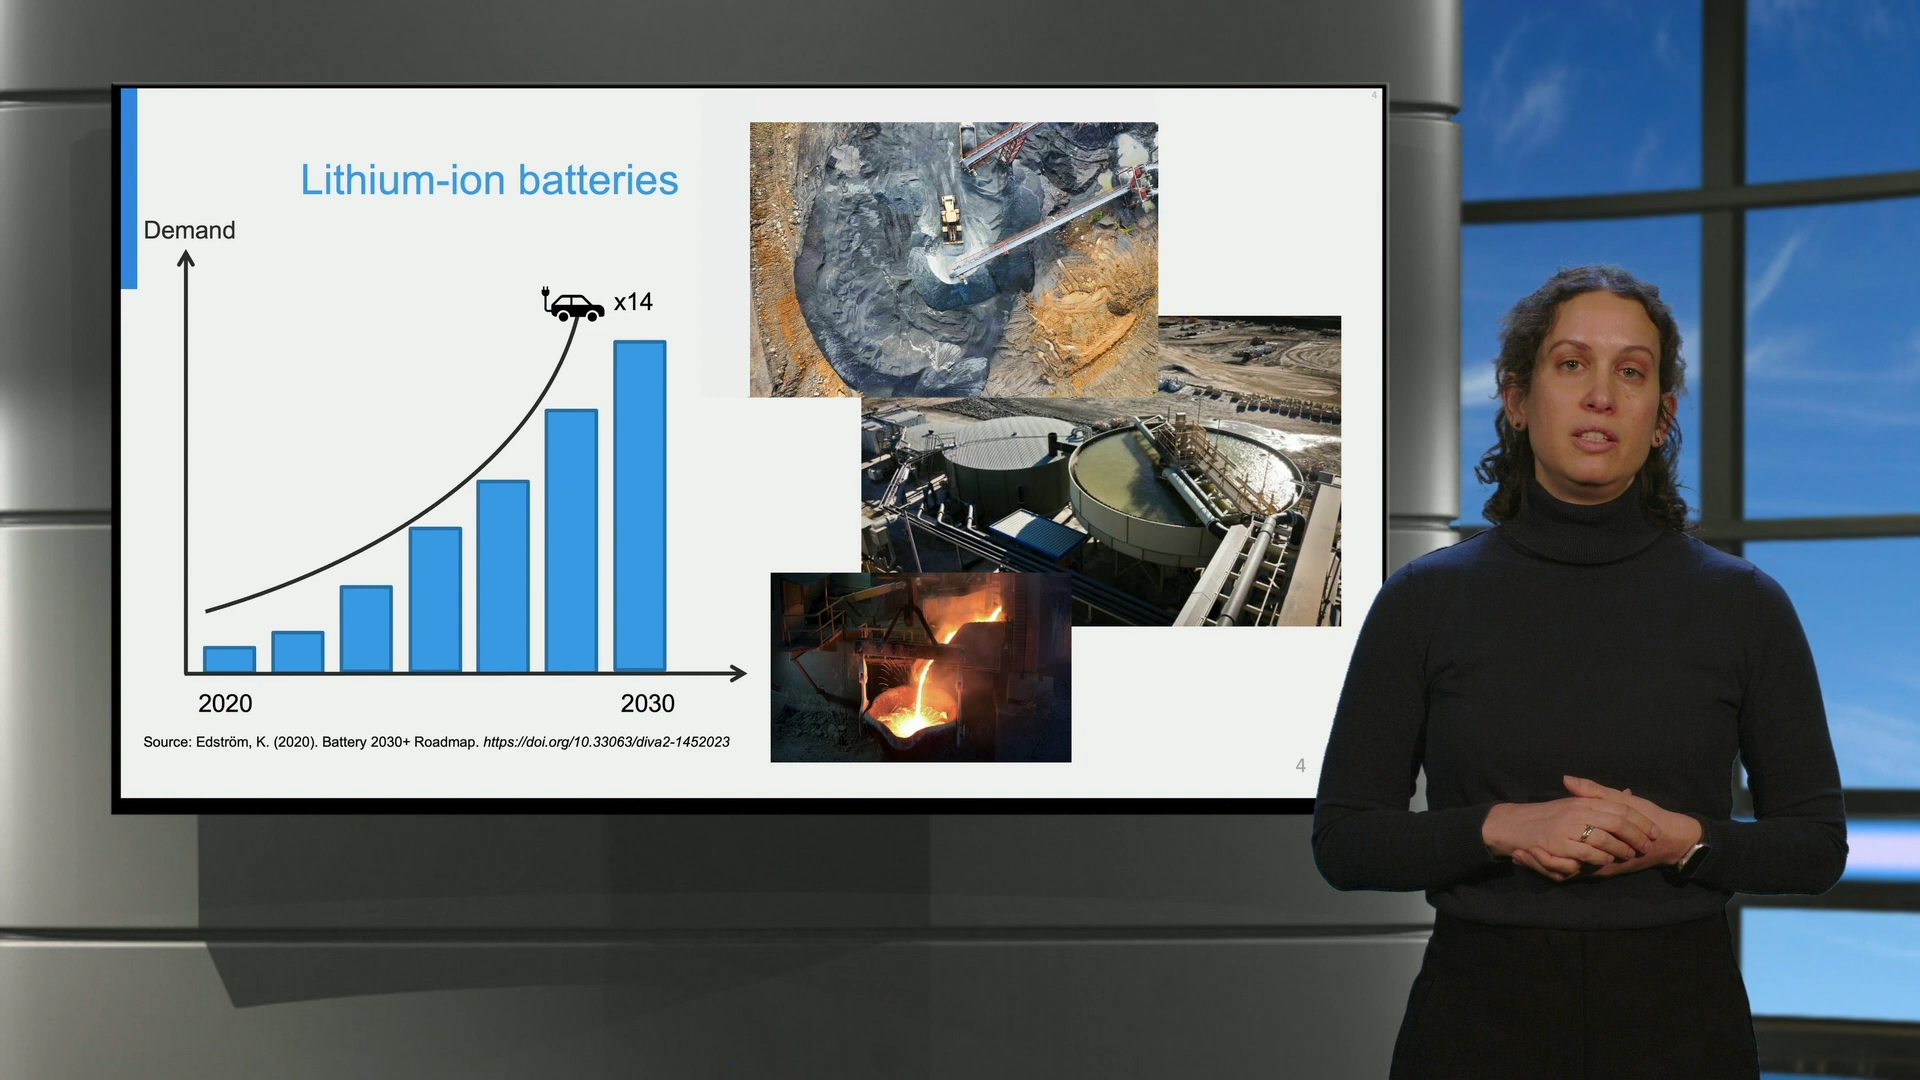 4
Lithium-ion batteries
Demand
x14
2020 2030
Source: Edström, K. (2020). Battery 2030+ Roadmap. https://doi.org/10.33063/diva2-1452023
4